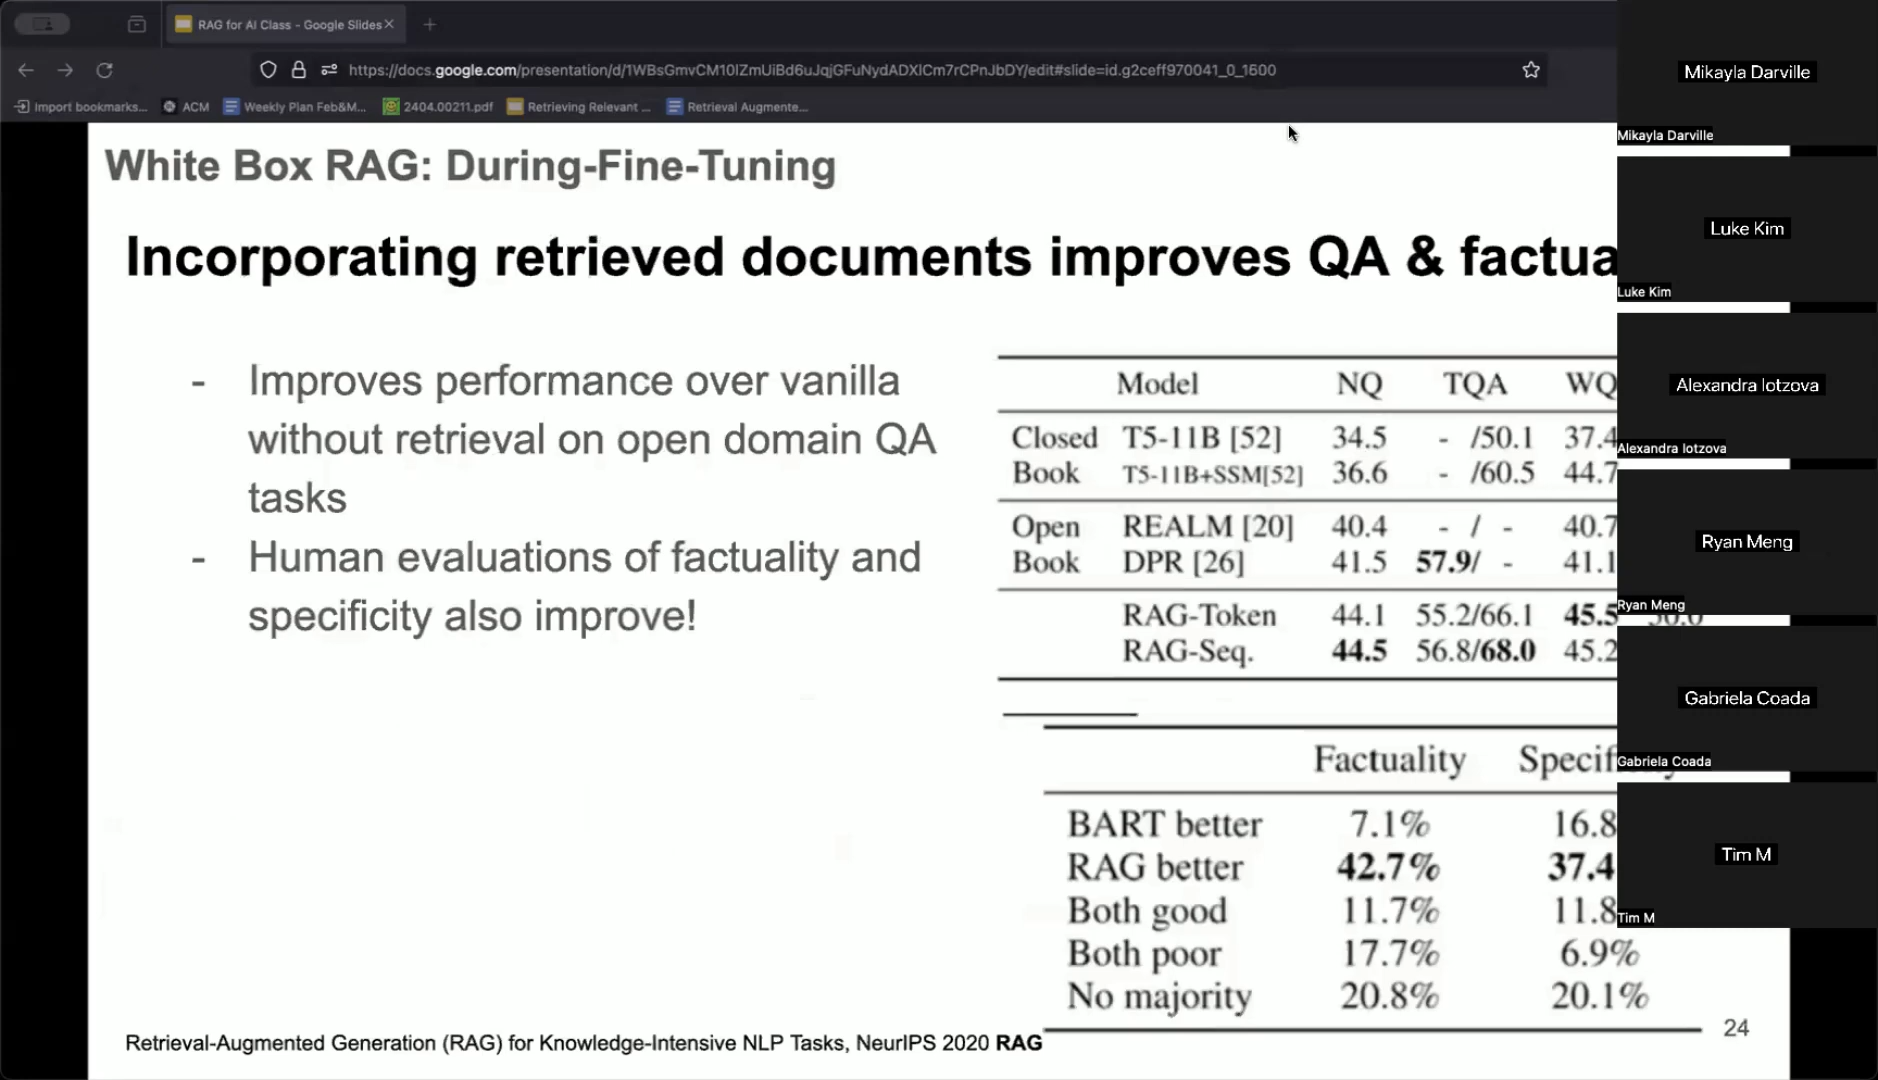 RAG for AI Class - Google Slides
https://docs.google.com/presentation/d/1WBsGmvCM10lZmUiBd6uJqjGFuNydADXlCm7rCPnJbDY/edit#slide=id.g2ceff970041_0_1600
Import bookmarks... ACM Weekly Plan Feb&M... 2404.00211.pdf Retrieving Relevant ... Retrieval Augmente...
White Box RAG: During-Fine-Tuning
Incorporating retrieved documents improves QA & factua
- Improves performance over vanilla
without retrieval on open domain QA
tasks
- Human evaluations of factuality and
specificity also improve!
Model NQ TQA WQ
Closed T5-11B [52] 34.5 - /50.1 37.4
Book T5-11B+SSM[52] 36.6 - /60.5 44.7
Open REALM [20] 40.4 - / - 40.7
Book DPR [26] 41.5 57.9/ - 41.1
RAG-Token 44.1 55.2/66.1 45.5
RAG-Seq. 44.5 56.8/68.0 45.2
Factuality Specif
BART better 7.1% 16.8
RAG better 42.7% 37.4
Both good 11.7% 11.8
Both poor 17.7% 6.9%
No majority 20.8% 20.1%
Retrieval-Augmented Generation (RAG) for Knowledge-Intensive NLP Tasks, NeurIPS 2020 RAG
24
Mikayla Darville
Mikayla Darville
Luke Kim
Luke Kim
Alexandra Iotzova
Alexandra Iotzova
Ryan Meng
Ryan Meng
Gabriela Coada
Gabriela Coada
Tim M
Tim M